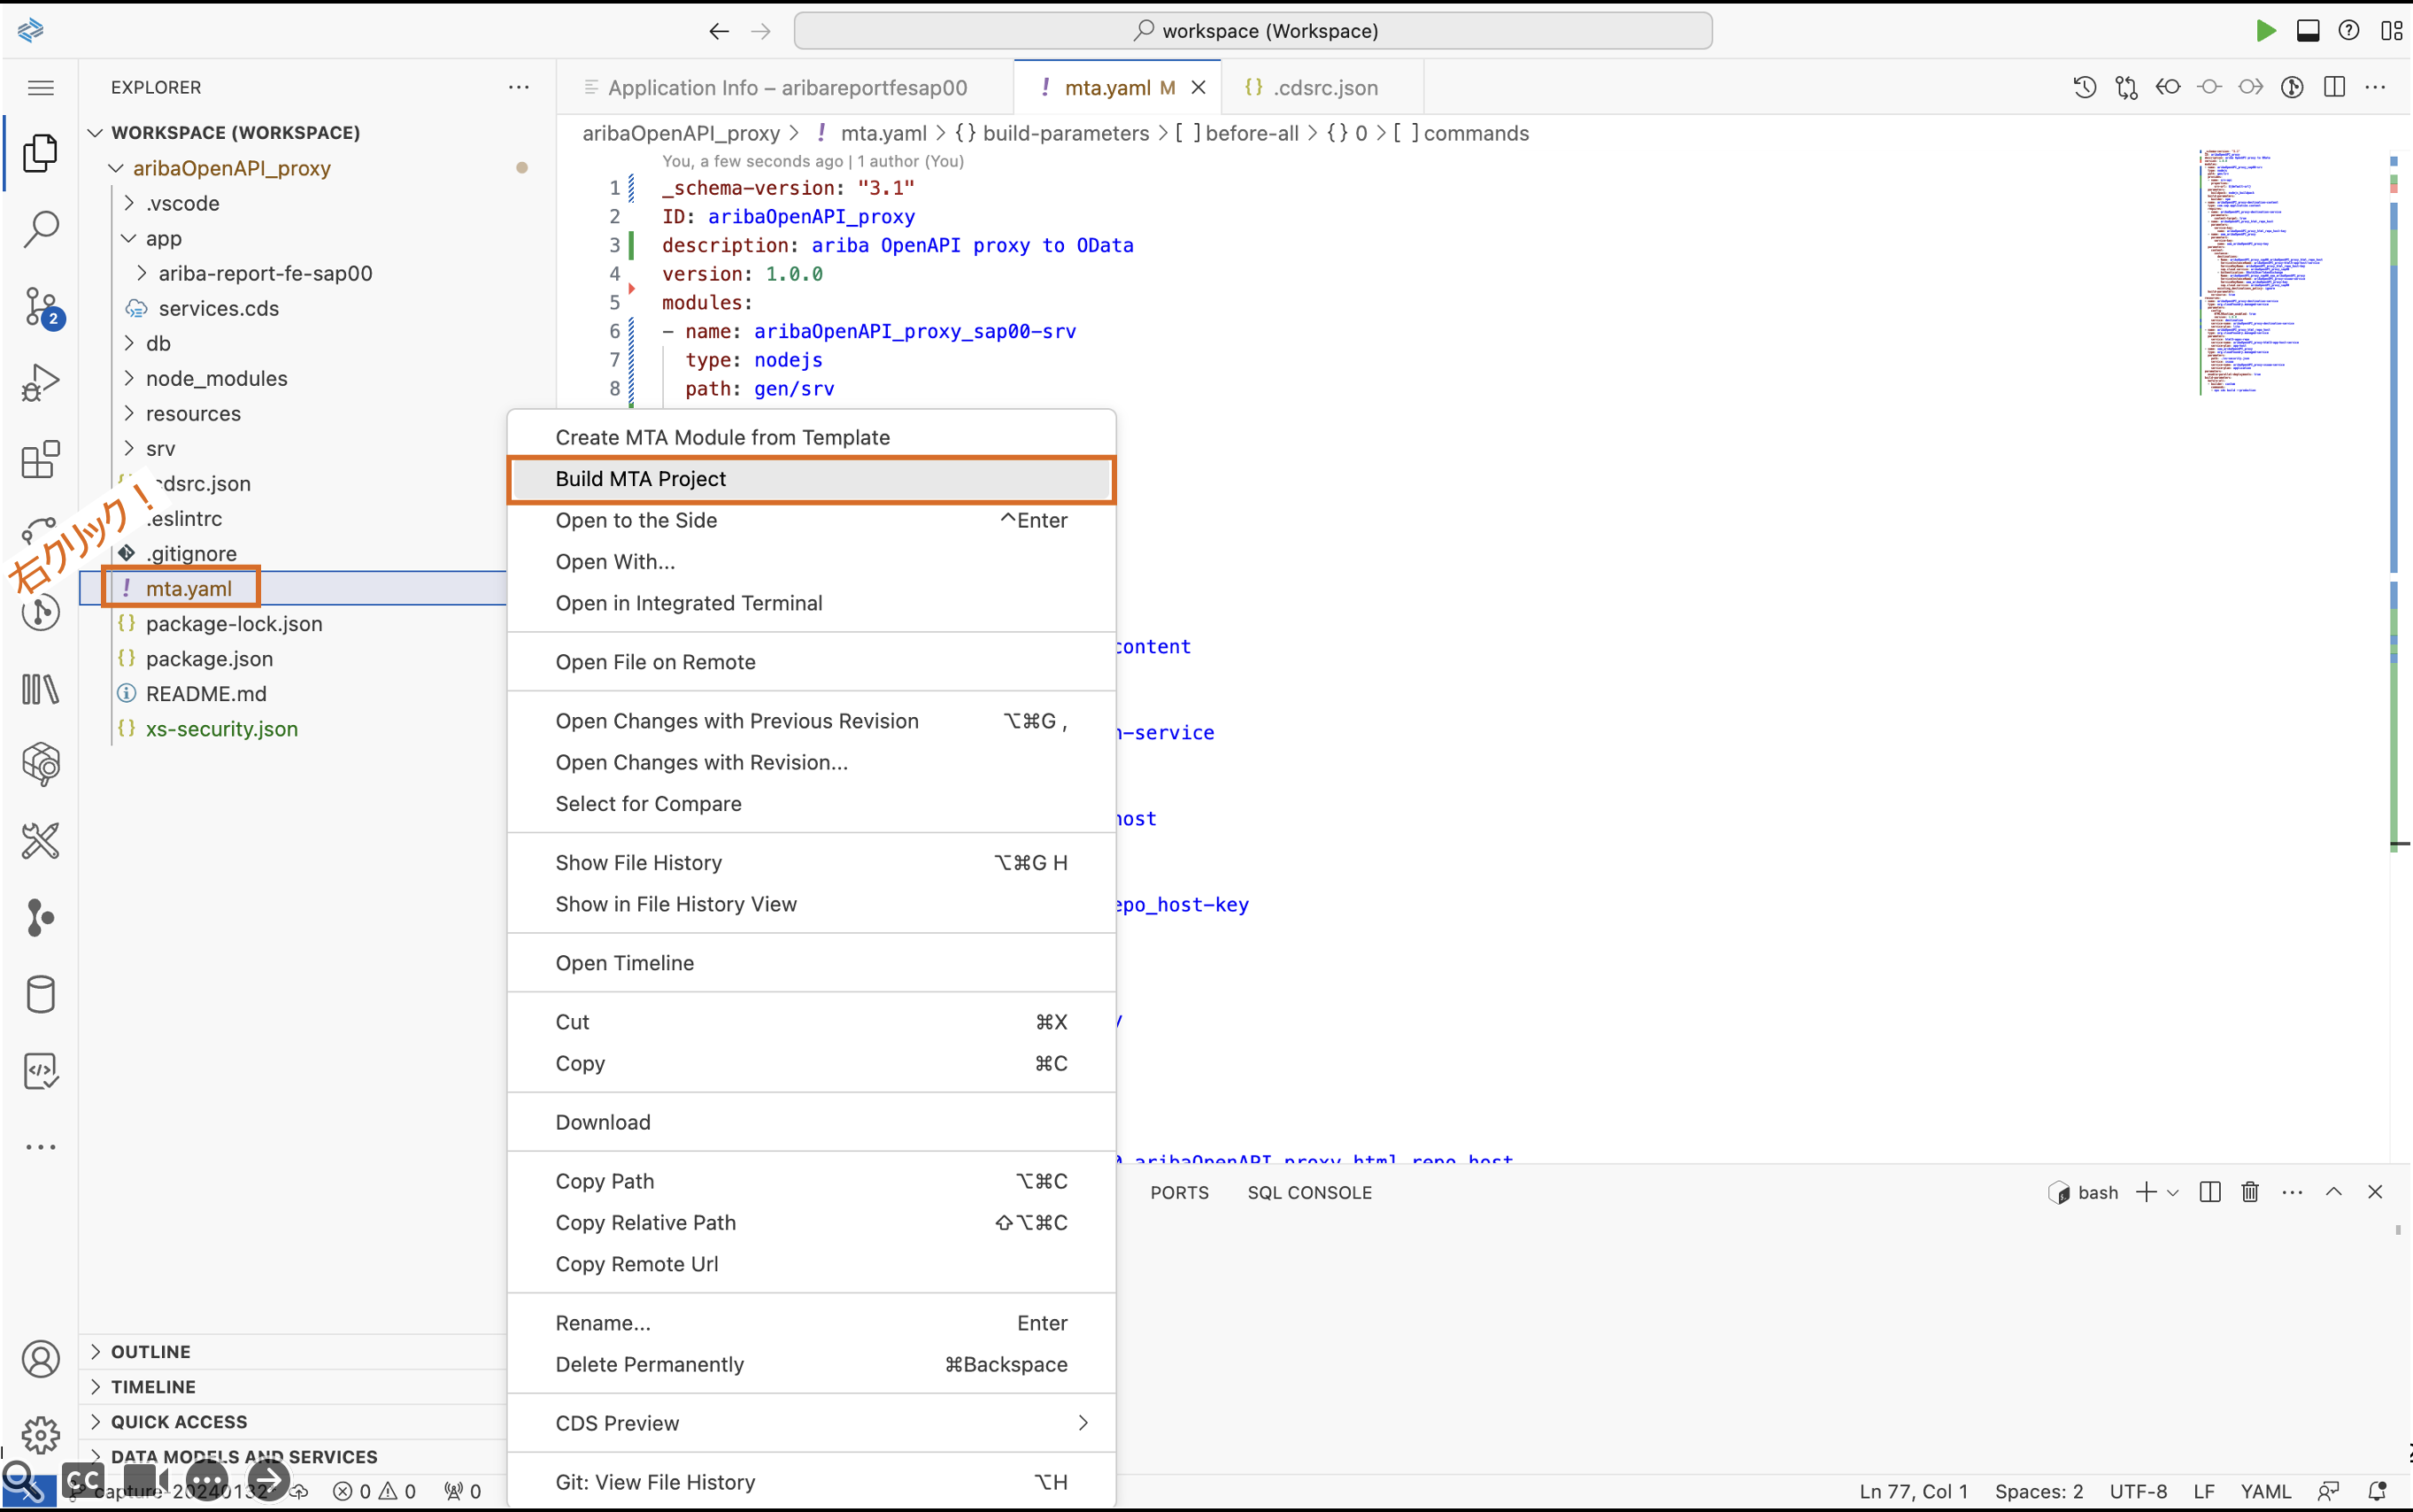 workspace (Workspace)
EXPLORER
Application Info – aribareportfesap00
mta.yaml M
.cdsrc.json
WORKSPACE (WORKSPACE)
aribaOpenAPI_proxy > mta.yaml > {} build-parameters > [ ] before-all > {} 0 > [ ] commands
aribaOpenAPI_proxy
You, a few seconds ago | 1 author (You)
.vscode
app
ariba-report-fe-sap00
services.cds
db
node_modules
resources
srv
cdsrc.json
.eslintrc
.gitignore
mta.yaml
package-lock.json
package.json
README.md
xs-security.json
右クリック！
2
1 _schema-version: "3.1"
2 ID: aribaOpenAPI_proxy
3 description: ariba OpenAPI proxy to OData
4 version: 1.0.0
5 modules:
6 - name: aribaOpenAPI_proxy_sap00-srv
7 type: nodejs
8 path: gen/srv
Create MTA Module from Template
Build MTA Project
Open to the Side ^Enter
Open With...
Open in Integrated Terminal
Open File on Remote
Open Changes with Previous Revision ⌥⌘G ,
Open Changes with Revision...
Select for Compare
Show File History ⌥⌘G H
Show in File History View
Open Timeline
Cut ⌘X
Copy ⌘C
Download
Copy Path ⌥⌘C
Copy Relative Path ⇧⌥⌘C
Copy Remote Url
Rename... Enter
Delete Permanently ⌘Backspace
CDS Preview
Git: View File History ⌥H
content
-service
host
epo_host-key
aribaOpenAPI_proxy_html_repo_host
PORTS SQL CONSOLE
bash
OUTLINE
TIMELINE
QUICK ACCESS
DATA MODELS AND SERVICES
CC
capture-20240132
0 0 0
Ln 77, Col 1 Spaces: 2 UTF-8 LF YAML